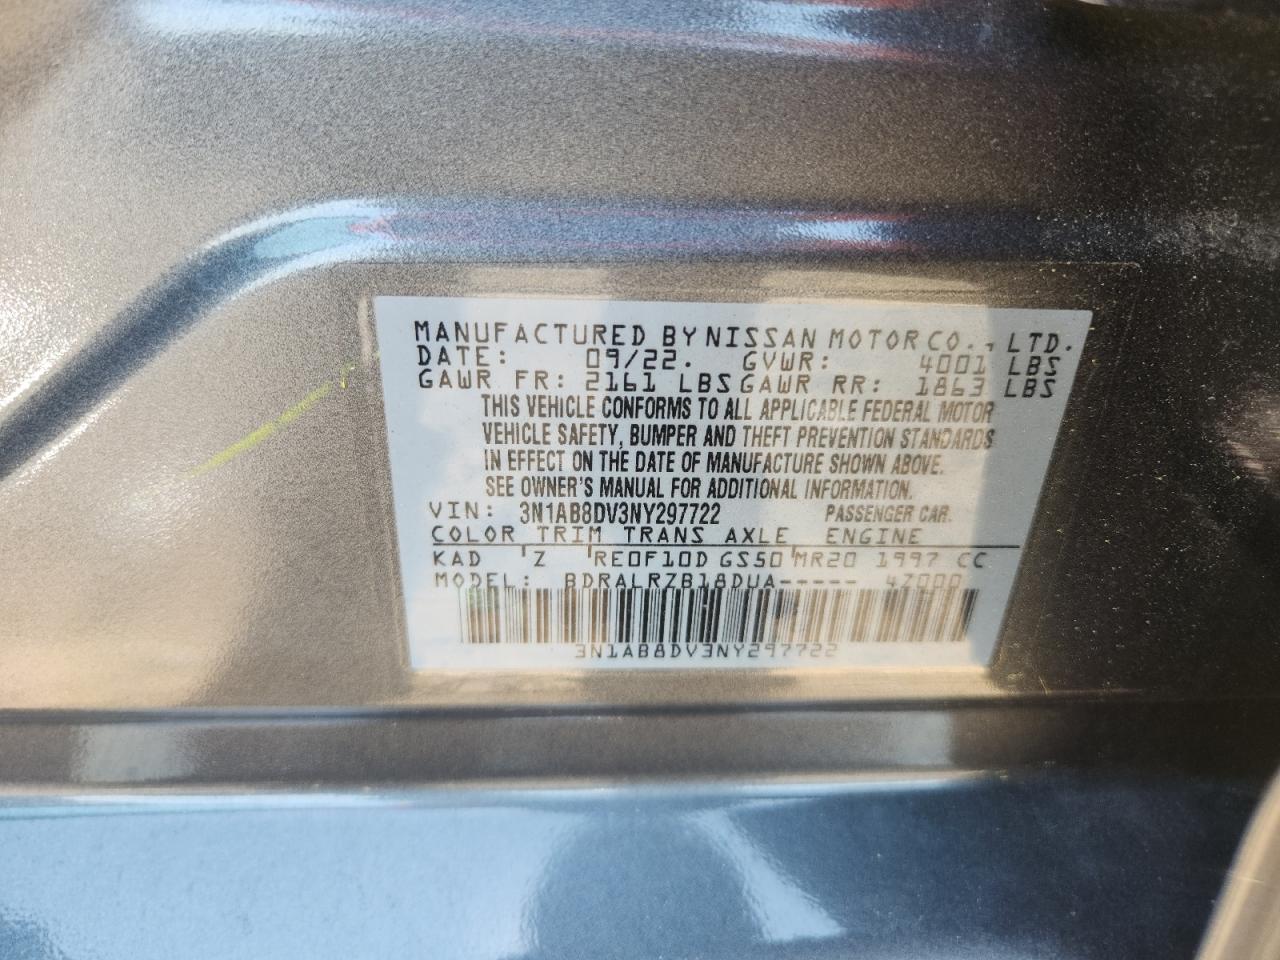 MANUFACTURED BY NISSAN MOTOR CO., LTD.
DATE: 09/22. GVWR: 4001 LBS
GAWR FR: 2161 LBS GAWR RR: 1863 LBS
THIS VEHICLE CONFORMS TO ALL APPLICABLE FEDERAL MOTOR
VEHICLE SAFETY, BUMPER AND THEFT PREVENTION STANDARDS
IN EFFECT ON THE DATE OF MANUFACTURE SHOWN ABOVE.
SEE OWNER'S MANUAL FOR ADDITIONAL INFORMATION.
VIN: 3N1AB8DV3NY297722 PASSENGER CAR.
COLOR TRIM TRANS AXLE ENGINE
KAD Z RE0F10D GS50 MR20 1997 CC
MODEL: BDRALRZB18DUA----- 4Z000
3N1AB8DV3NY297722